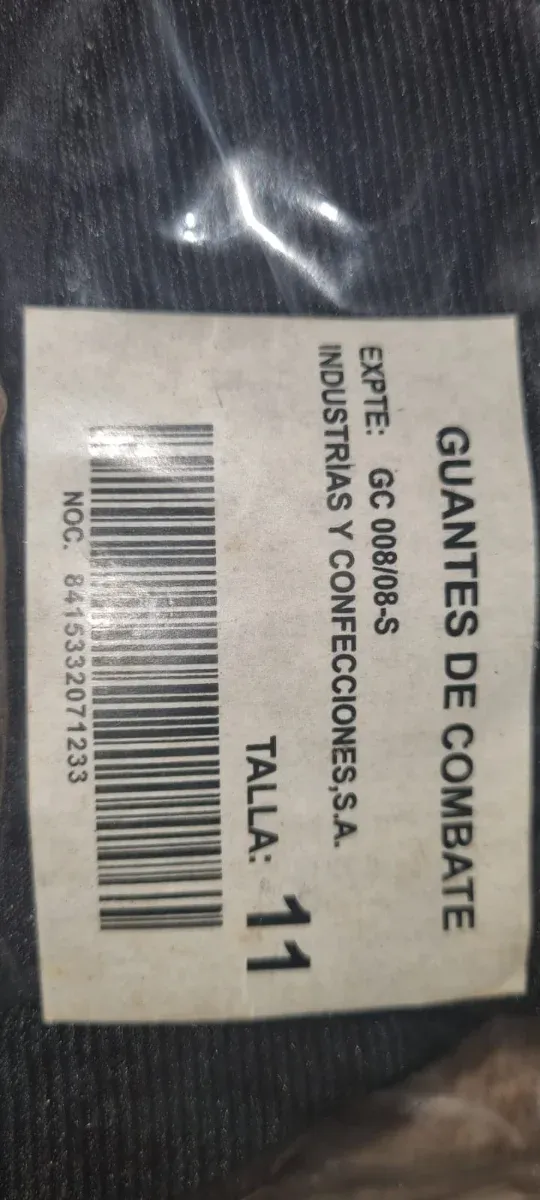 GUANTES DE COMBATE
EXPTE: GC 008/08-S
INDUSTRIAS Y CONFECCIONES,S.A.
TALLA: 11
NOC. 8415332071233